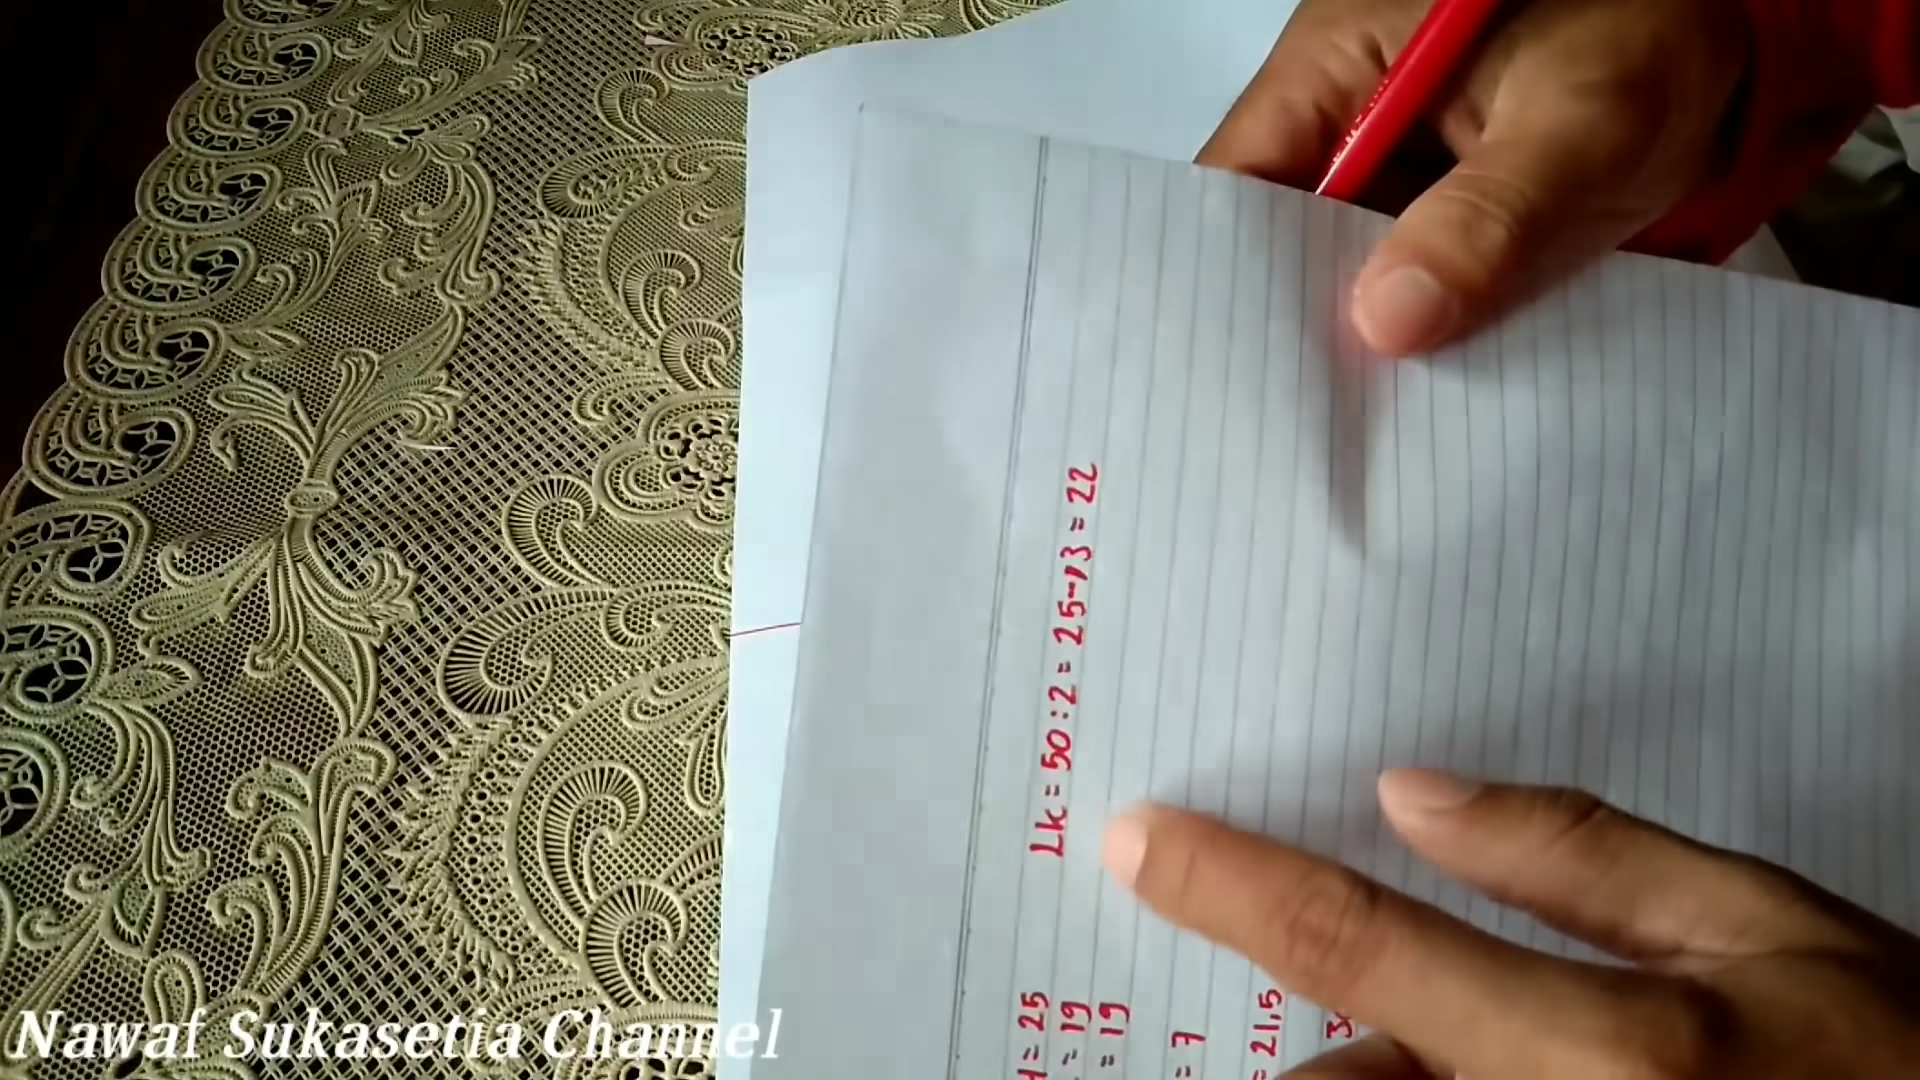 Lk = 50 : 2 = 25-3 = 22
= 25
= 19
= 19
= 7
= 21,5
Nawaf Sukasetia Channel